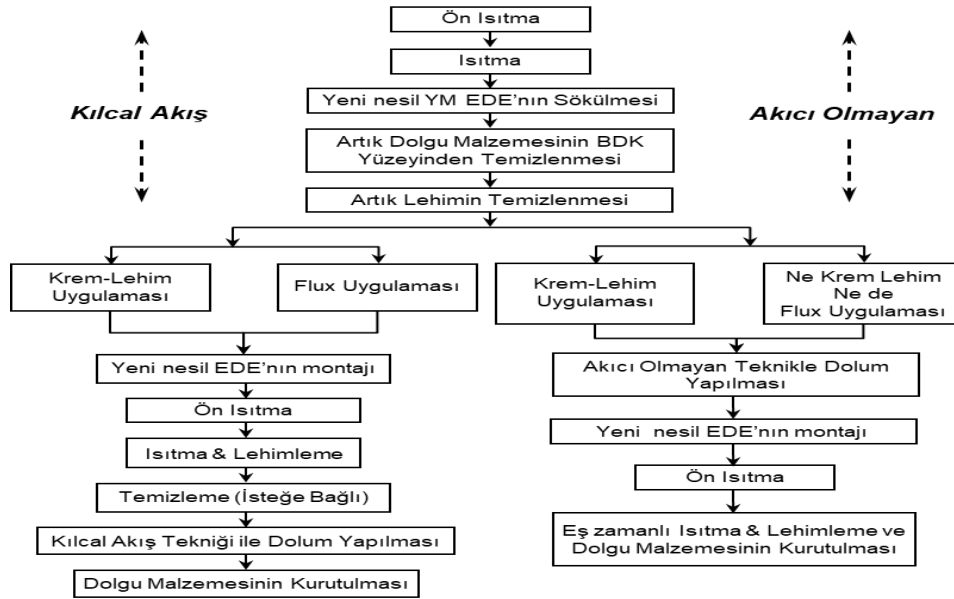 Ön Isıtma
Isıtma
Kılcal Akış
Akıcı Olmayan
Yeni nesil YM EDE’nın Sökülmesi
Artık Dolgu Malzemesinin BDK
Yüzeyinden Temizlenmesi
Artık Lehimin Temizlenmesi
Krem-Lehim
Uygulaması
Flux Uygulaması
Yeni nesil EDE’nın montajı
Ön Isıtma
Isıtma & Lehimleme
Temizleme (İsteğe Bağlı)
Kılcal Akış Tekniği ile Dolum Yapılması
Dolgu Malzemesinin Kurutulması
Krem-Lehim
Uygulaması
Ne Krem Lehim
Ne de
Flux Uygulaması
Akıcı Olmayan Teknikle Dolum
Yapılması
Yeni nesil EDE’nın montajı
Ön Isıtma
Eş zamanlı Isıtma & Lehimleme ve
Dolgu Malzemesinin Kurutulması